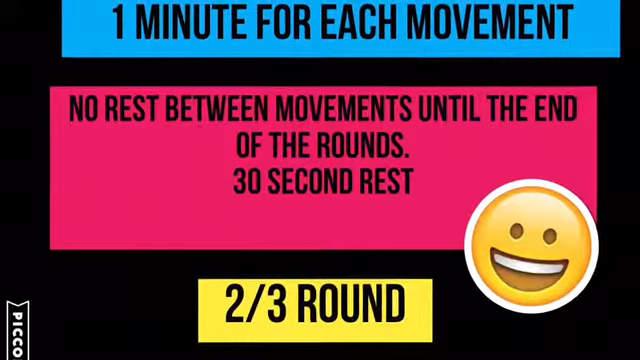 1 MINUTE FOR EACH MOVEMENT
NO REST BETWEEN MOVEMENTS UNTIL THE END
OF THE ROUNDS.
30 SECOND REST
2/3 ROUND
PICCO